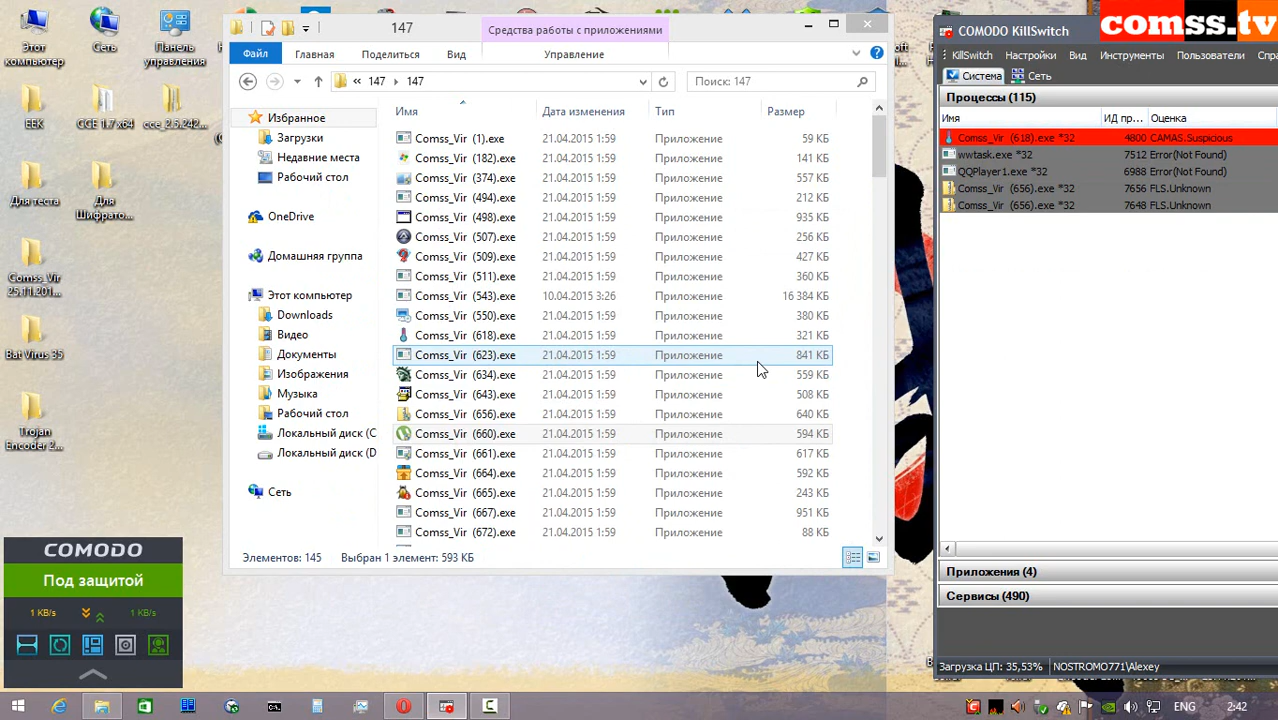 comss.tv
Этот компьютер
Сеть
Панель управления
EEK
CCE 1.7 x64
cce_2.5.242...
Для теста
Для Шифрато...
Comss_Vir 25.11.201...
Bat Virus 35
Trojan Encoder 2...
147
Средства работы с приложениями
Файл
Главная
Поделиться
Вид
Управление
« 147 › 147
Поиск: 147
Избранное
Загрузки
Недавние места
Рабочий стол
OneDrive
Домашняя группа
Этот компьютер
Downloads
Видео
Документы
Изображения
Музыка
Рабочий стол
Локальный диск (C
Локальный диск (D
Сеть
Имя Дата изменения Тип Размер
Comss_Vir (1).exe 21.04.2015 1:59 Приложение 59 КБ
Comss_Vir (182).exe 21.04.2015 1:59 Приложение 141 КБ
Comss_Vir (374).exe 21.04.2015 1:59 Приложение 557 КБ
Comss_Vir (494).exe 21.04.2015 1:59 Приложение 212 КБ
Comss_Vir (498).exe 21.04.2015 1:59 Приложение 935 КБ
Comss_Vir (507).exe 21.04.2015 1:59 Приложение 256 КБ
Comss_Vir (509).exe 21.04.2015 1:59 Приложение 427 КБ
Comss_Vir (511).exe 21.04.2015 1:59 Приложение 360 КБ
Comss_Vir (543).exe 10.04.2015 3:26 Приложение 16 384 КБ
Comss_Vir (550).exe 21.04.2015 1:59 Приложение 380 КБ
Comss_Vir (618).exe 21.04.2015 1:59 Приложение 321 КБ
Comss_Vir (623).exe 21.04.2015 1:59 Приложение 841 КБ
Comss_Vir (634).exe 21.04.2015 1:59 Приложение 559 КБ
Comss_Vir (643).exe 21.04.2015 1:59 Приложение 508 КБ
Comss_Vir (656).exe 21.04.2015 1:59 Приложение 640 КБ
Comss_Vir (660).exe 21.04.2015 1:59 Приложение 594 КБ
Comss_Vir (661).exe 21.04.2015 1:59 Приложение 617 КБ
Comss_Vir (664).exe 21.04.2015 1:59 Приложение 592 КБ
Comss_Vir (665).exe 21.04.2015 1:59 Приложение 243 КБ
Comss_Vir (667).exe 21.04.2015 1:59 Приложение 951 КБ
Comss_Vir (672).exe 21.04.2015 1:59 Приложение 88 КБ
Элементов: 145 Выбран 1 элемент: 593 КБ
COMODO KillSwitch
KillSwitch Настройки Вид Инструменты Пользователи Спра
Система Сеть
Процессы (115)
Имя ИД пр... Оценка
Comss_Vir (618).exe *32 4800 CAMAS.Suspicious
wwtask.exe *32 7512 Error(Not Found)
QQPlayer1.exe *32 6988 Error(Not Found)
Comss_Vir (656).exe *32 7656 FLS.Unknown
Comss_Vir (656).exe *32 7648 FLS.Unknown
Приложения (4)
Сервисы (490)
Загрузка ЦП: 35,53% NOSTROMO771\Alexey
COMODO
Под защитой
1 KB/s 1 KB/s
ENG 2:42